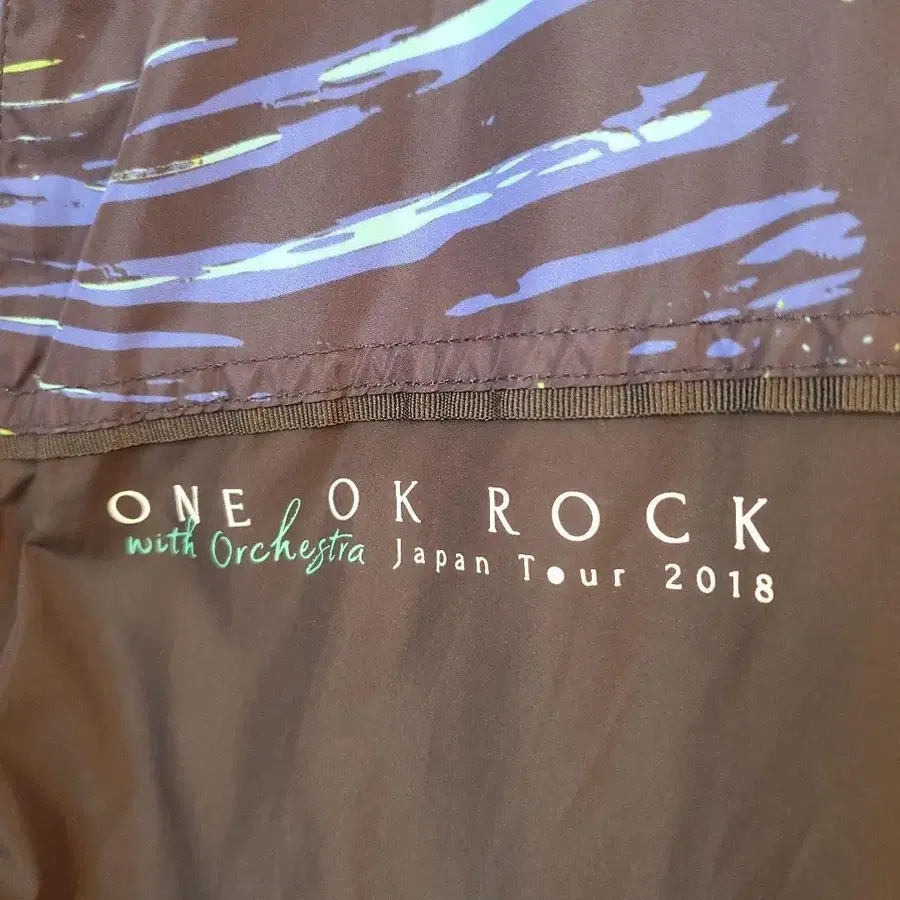 ONE OK ROCK
with Orchestra Japan Tour 2018